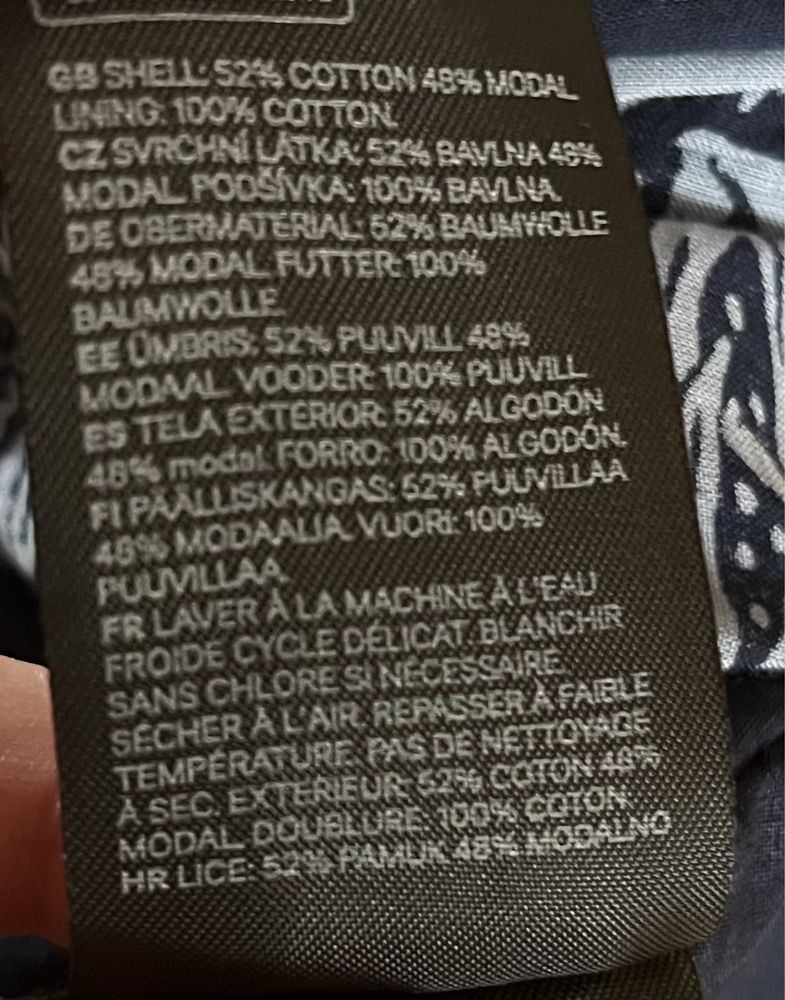 GB SHELL: 52% COTTON 48% MODAL
LINING: 100% COTTON.
CZ SVRCHNÍ LÁTKA: 52% BAVLNA 48%
MODAL PODŠÍVKA: 100% BAVLNA.
DE OBERMATERIAL: 52% BAUMWOLLE
48% MODAL FUTTER: 100%
BAUMWOLLE
EE ÜMBRIS: 52% PUUVILL 48%
MODAAL VOODER: 100% PUUVILL
ES TELA EXTERIOR: 52% ALGODÓN
48% modal FORRO: 100% ALGODÓN.
FI PÄÄLLISKANGAS: 52% PUUVILLAA
48% MODAALIA VUORI: 100%
PUUVILLAA
FR LAVER À LA MACHINE À L'EAU
FROIDE CYCLE DÉLICAT. BLANCHIR
SANS CHLORE SI NÉCESSAIRE.
SÉCHER À L'AIR. REPASSER À FAIBLE
TEMPÉRATURE. PAS DE NETTOYAGE
À SEC. EXTÉRIEUR: 52% COTON 48%
MODAL DOUBLURE: 100% COTON.
HR LICE: 52% PAMUK 48% MODALNO